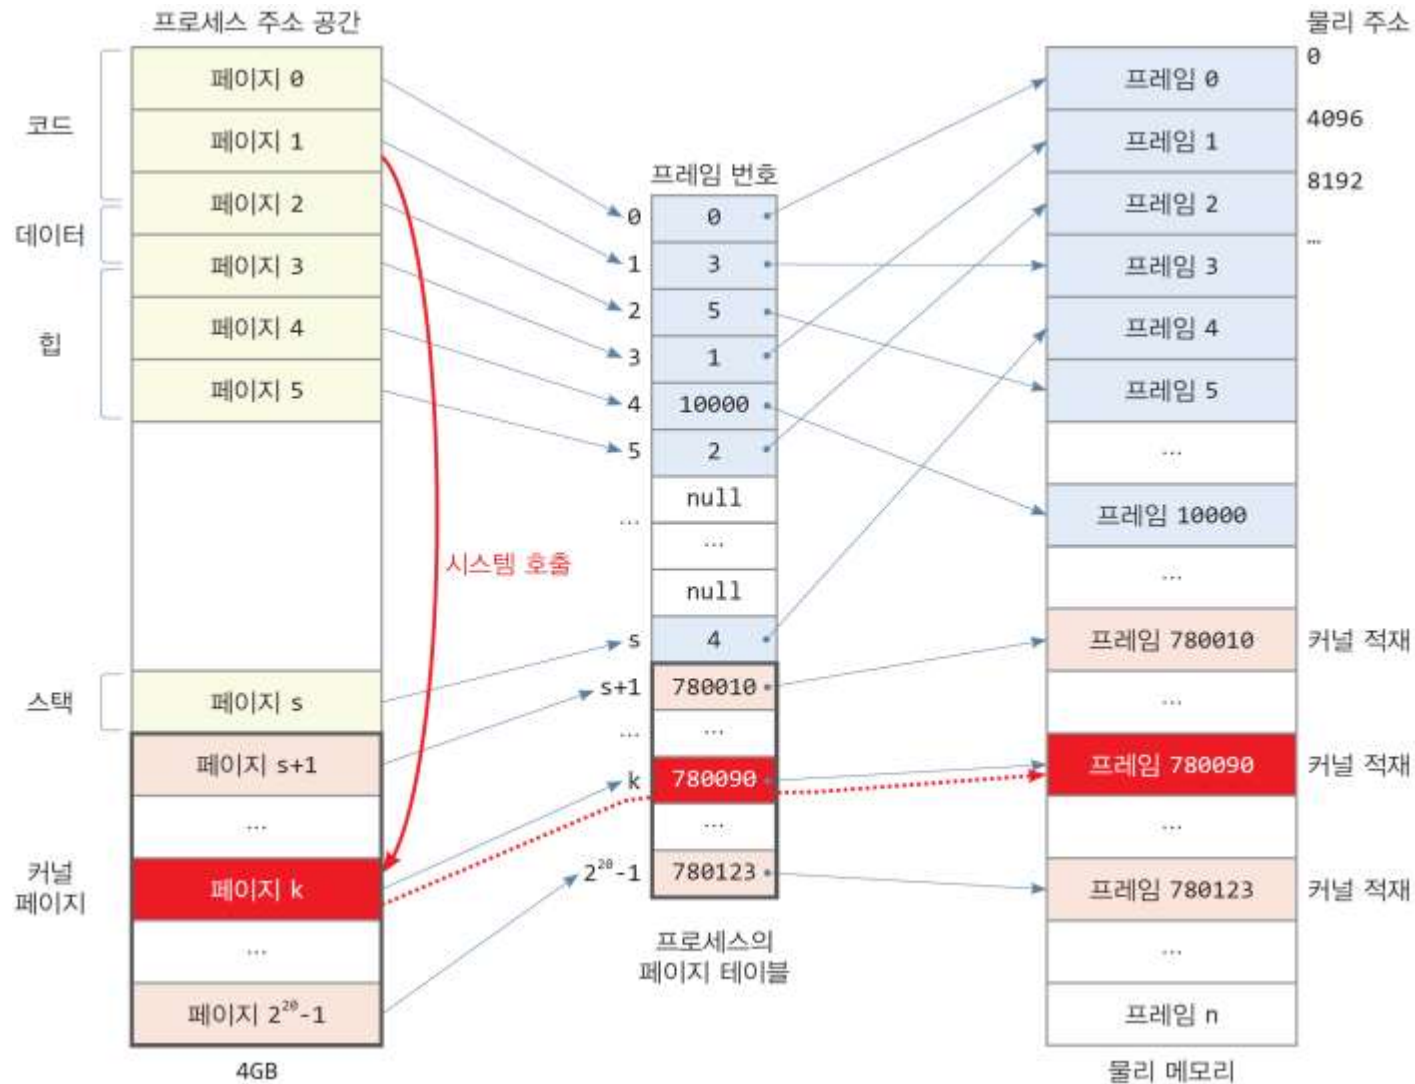 프로세스 주소 공간
코드
데이터
힙
스택
커널
페이지
페이지 0
페이지 1
페이지 2
페이지 3
페이지 4
페이지 5
페이지 s
페이지 s+1
...
페이지 k
...
페이지 2²⁰-1
4GB
시스템 호출
프레임 번호
0 0
1 3
2 5
3 1
4 10000
5 2
null
... ...
null
s 4
s+1 780010
... ...
k 780090
...
2²⁰-1 780123
프로세스의
페이지 테이블
물리 주소
0
프레임 0
4096
프레임 1
8192
프레임 2
...
프레임 3
프레임 4
프레임 5
...
프레임 10000
...
프레임 780010 커널 적재
...
프레임 780090 커널 적재
...
프레임 780123 커널 적재
...
프레임 n
물리 메모리